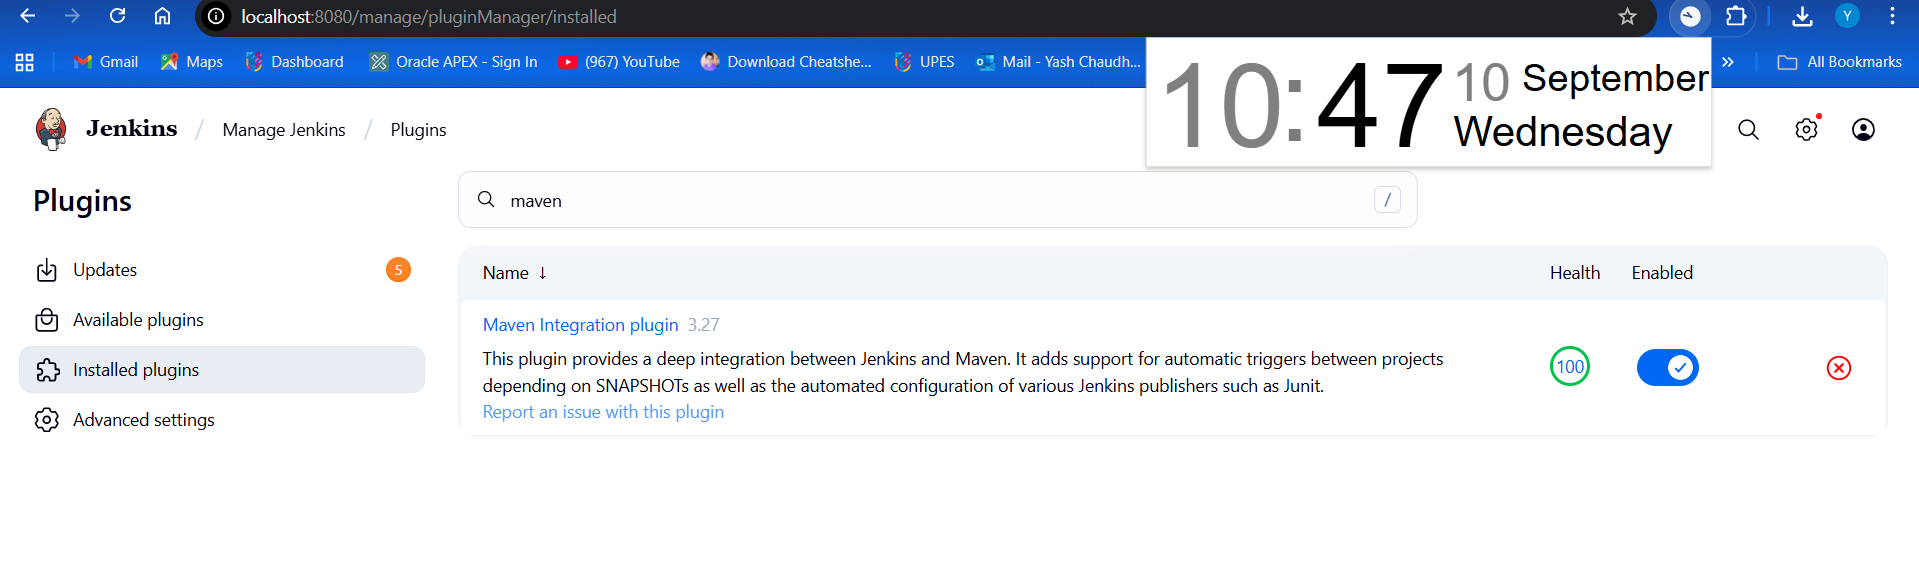 localhost:8080/manage/pluginManager/installed
Y
Gmail
Maps
Dashboard
Oracle APEX - Sign In
(967) YouTube
Download Cheatshe...
UPES
Mail - Yash Chaudh...
»
All Bookmarks
10:47
10 September
Wednesday
Jenkins / Manage Jenkins / Plugins
Plugins
maven
/
Updates 5
Available plugins
Installed plugins
Advanced settings
Name ↓ Health Enabled
Maven Integration plugin 3.27
This plugin provides a deep integration between Jenkins and Maven. It adds support for automatic triggers between projects
depending on SNAPSHOTs as well as the automated configuration of various Jenkins publishers such as Junit.
Report an issue with this plugin
100